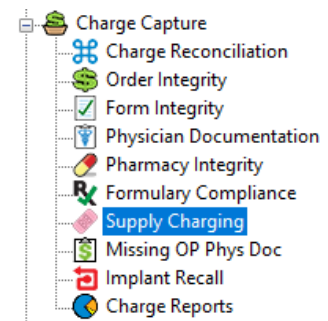 Charge Capture
Charge Reconciliation
Order Integrity
Form Integrity
Physician Documentation
Pharmacy Integrity
Formulary Compliance
Supply Charging
Missing OP Phys Doc
Implant Recall
Charge Reports